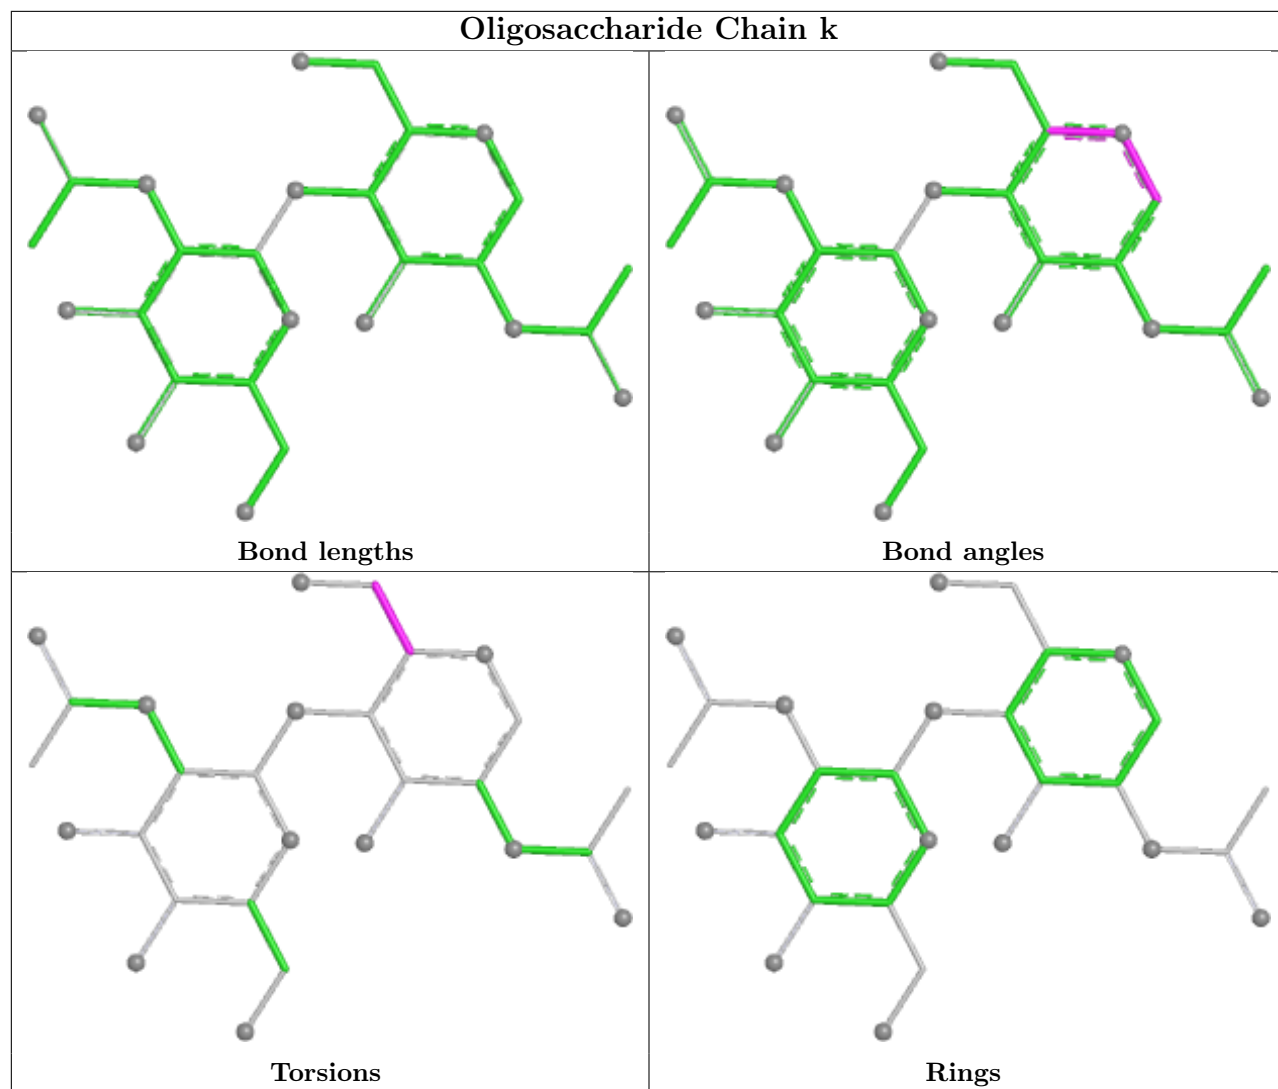 Oligosaccharide Chain k
Bond lengths
Bond angles
Torsions
Rings